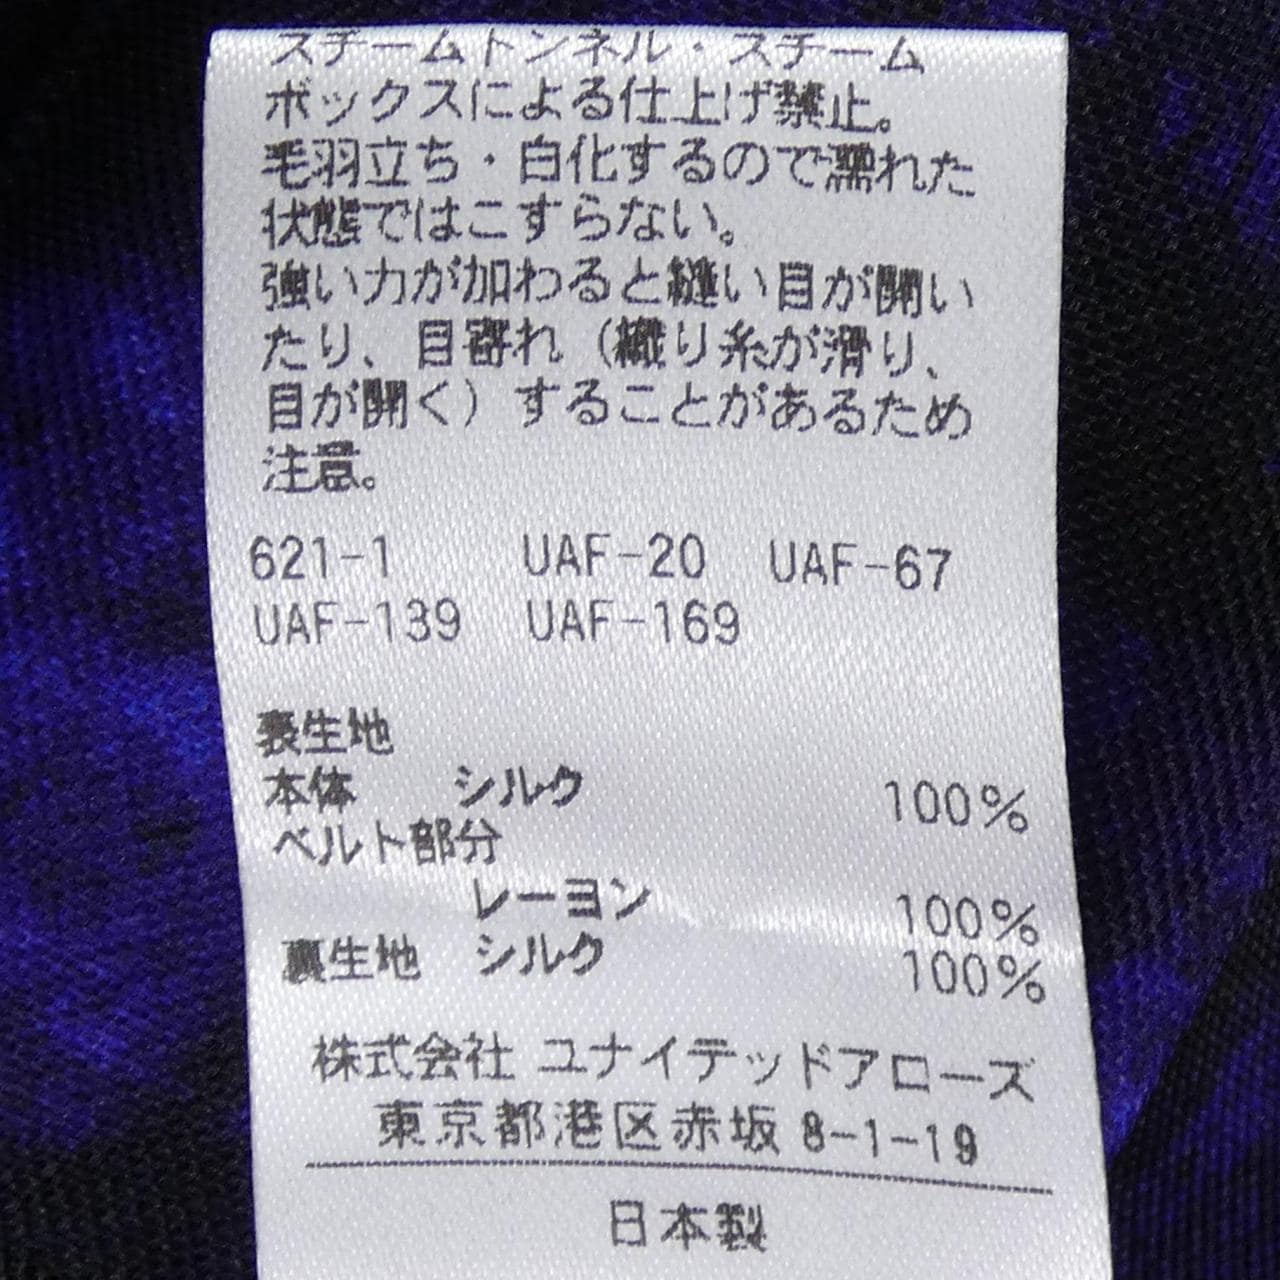 スチームトンネル・スチーム
ボックスによる仕上げ禁止。
毛羽立ち・白化するので濡れた
状態ではこすらない。
強い力が加わると縫い目が開い
たり、目寄れ（織り糸が滑り、
目が開く）することがあるため
注意。
621-1 UAF-20 UAF-67
UAF-139 UAF-169
表生地
本体 シルク 100%
ベルト部分
レーヨン 100%
裏生地 シルク 100%
株式会社 ユナイテッドアローズ
東京都港区赤坂 8-1-19
日本製